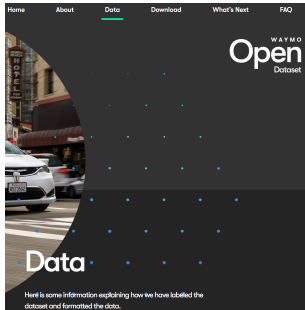 Home About Data Download What's Next FAQ
WAYMO
Open
Dataset
HOTEL
Data
Here is some information explaining how we have labeled the
dataset and formatted the data.